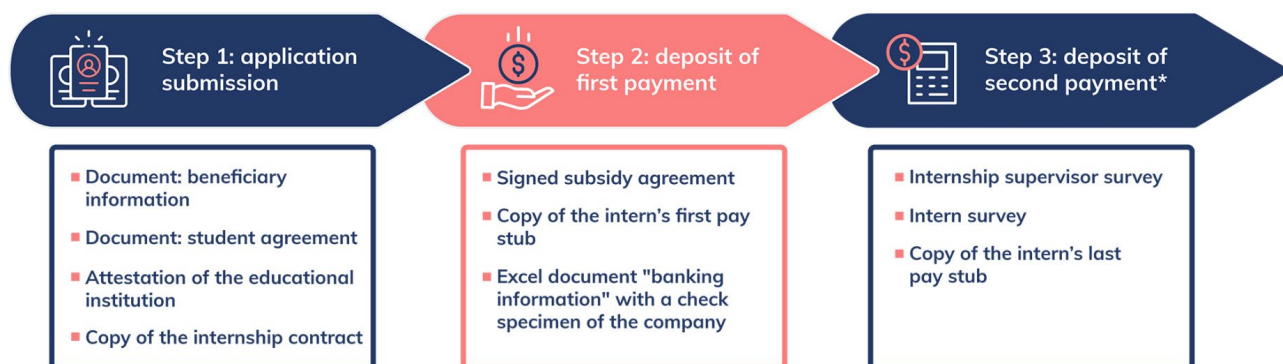 Step 1: application
submission
Step 2: deposit of
first payment
Step 3: deposit of
second payment*
Document: beneficiary
information
Document: student agreement
Attestation of the educational
institution
Copy of the internship contract
Signed subsidy agreement
Copy of the intern’s first pay
stub
Excel document "banking
information" with a check
specimen of the company
Internship supervisor survey
Intern survey
Copy of the intern’s last
pay stub